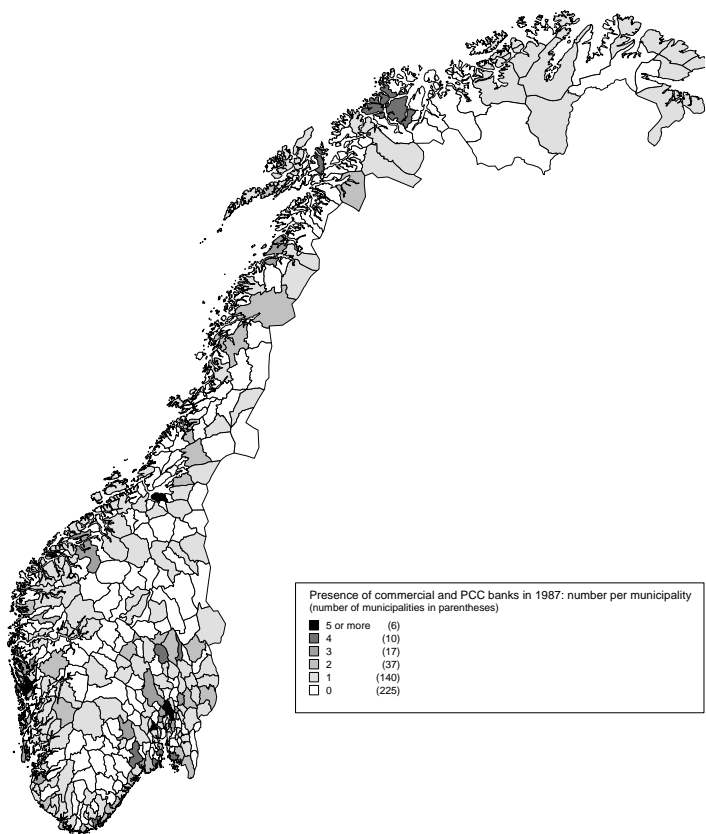 Presence of commercial and PCC banks in 1987: number per municipality
(number of municipalities in parentheses)
5 or more (6)
4 (10)
3 (17)
2 (37)
1 (140)
0 (225)